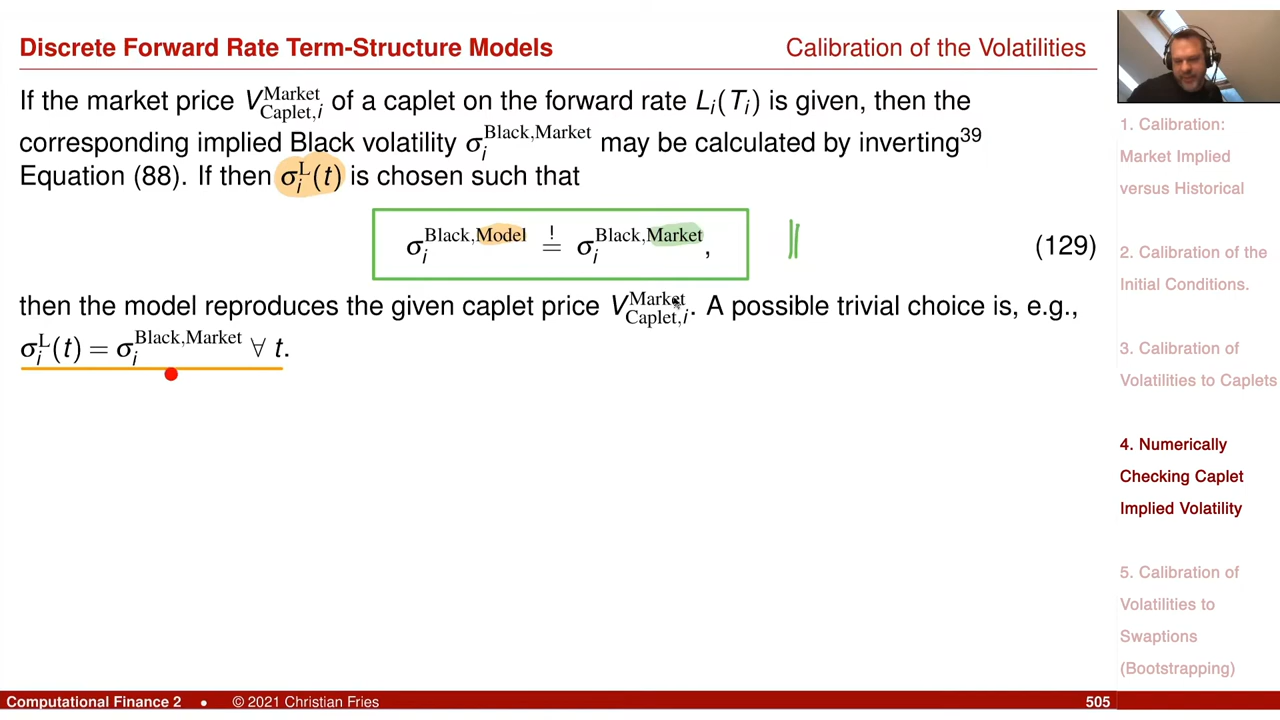 Discrete Forward Rate Term-Structure Models
Calibration of the Volatilities
If the market price V^Market_Caplet,i of a caplet on the forward rate L_i(T_i) is given, then the
corresponding implied Black volatility σ_i^Black,Market may be calculated by inverting^39
Equation (88). If then σ_i^L(t) is chosen such that
σ_i^Black,Model =^! σ_i^Black,Market,
(129)
then the model reproduces the given caplet price V^Market_Caplet,i. A possible trivial choice is, e.g.,
σ_i^L(t) = σ_i^Black,Market ∀ t.
1. Calibration:
Market Implied
versus Historical
2. Calibration of the
Initial Conditions.
3. Calibration of
Volatilities to Caplets
4. Numerically
Checking Caplet
Implied Volatility
5. Calibration of
Volatilities to
Swaptions
(Bootstrapping)
Computational Finance 2 • © 2021 Christian Fries
505